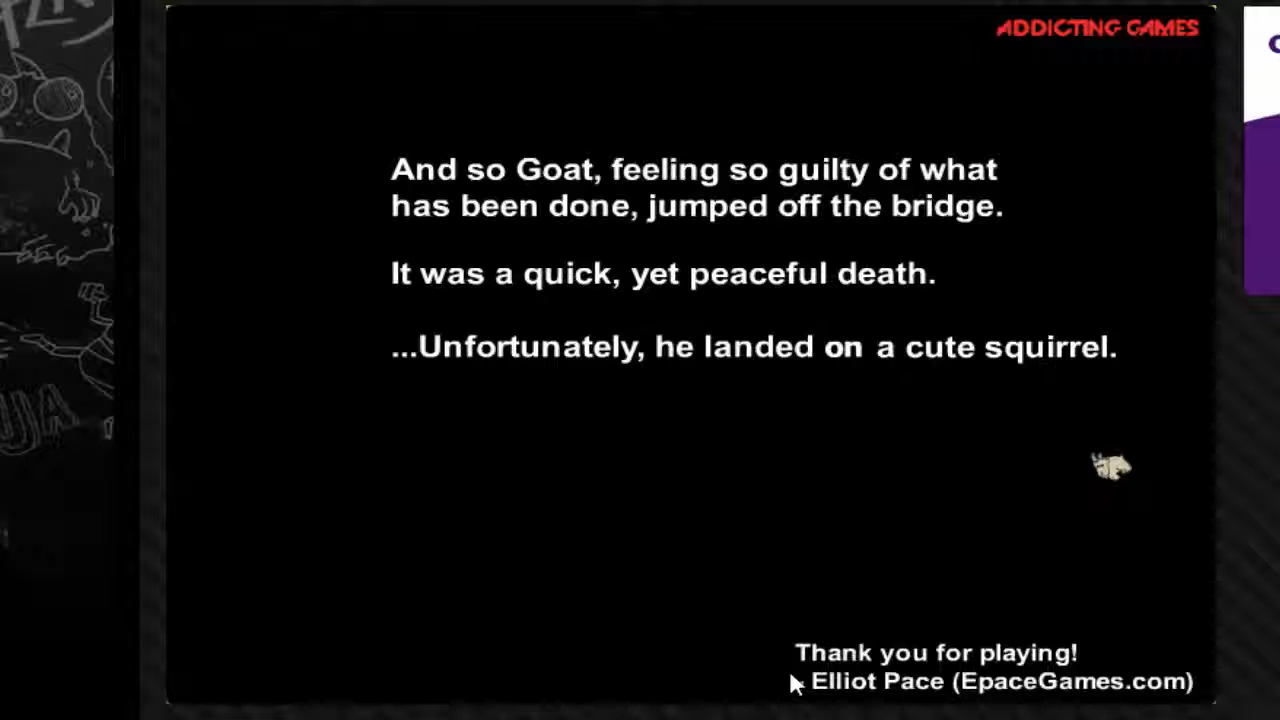 ADDICTING GAMES
And so Goat, feeling so guilty of what
has been done, jumped off the bridge.
It was a quick, yet peaceful death.
...Unfortunately, he landed on a cute squirrel.
Thank you for playing!
Elliot Pace (EpaceGames.com)